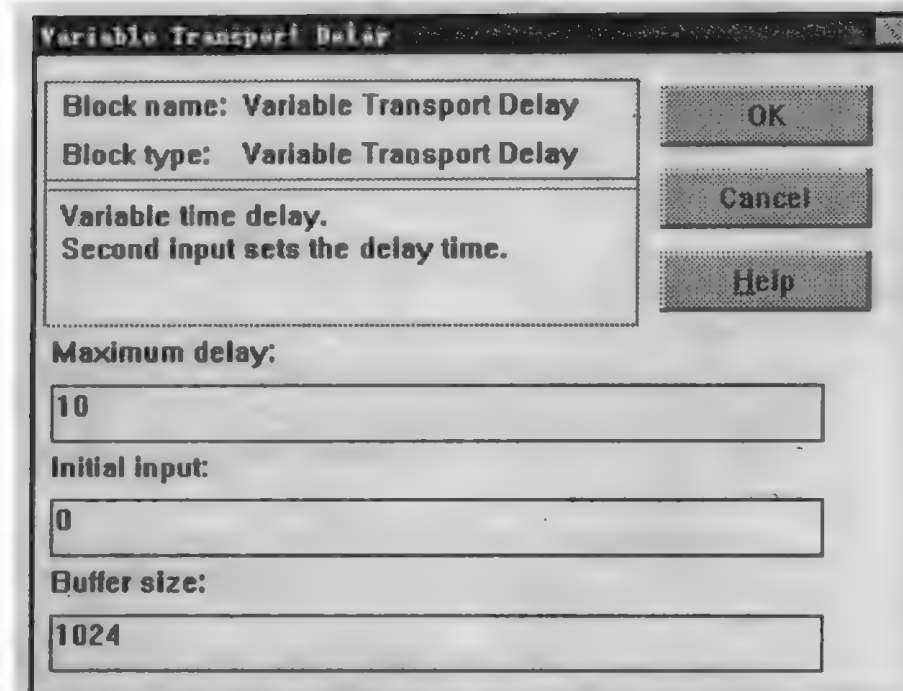 Variable Transport Delay
Block name: Variable Transport Delay
Block type: Variable Transport Delay
OK
Variable time delay.
Second input sets the delay time.
Cancel
Help
Maximum delay:
10
Initial input:
0
Buffer size:
1024